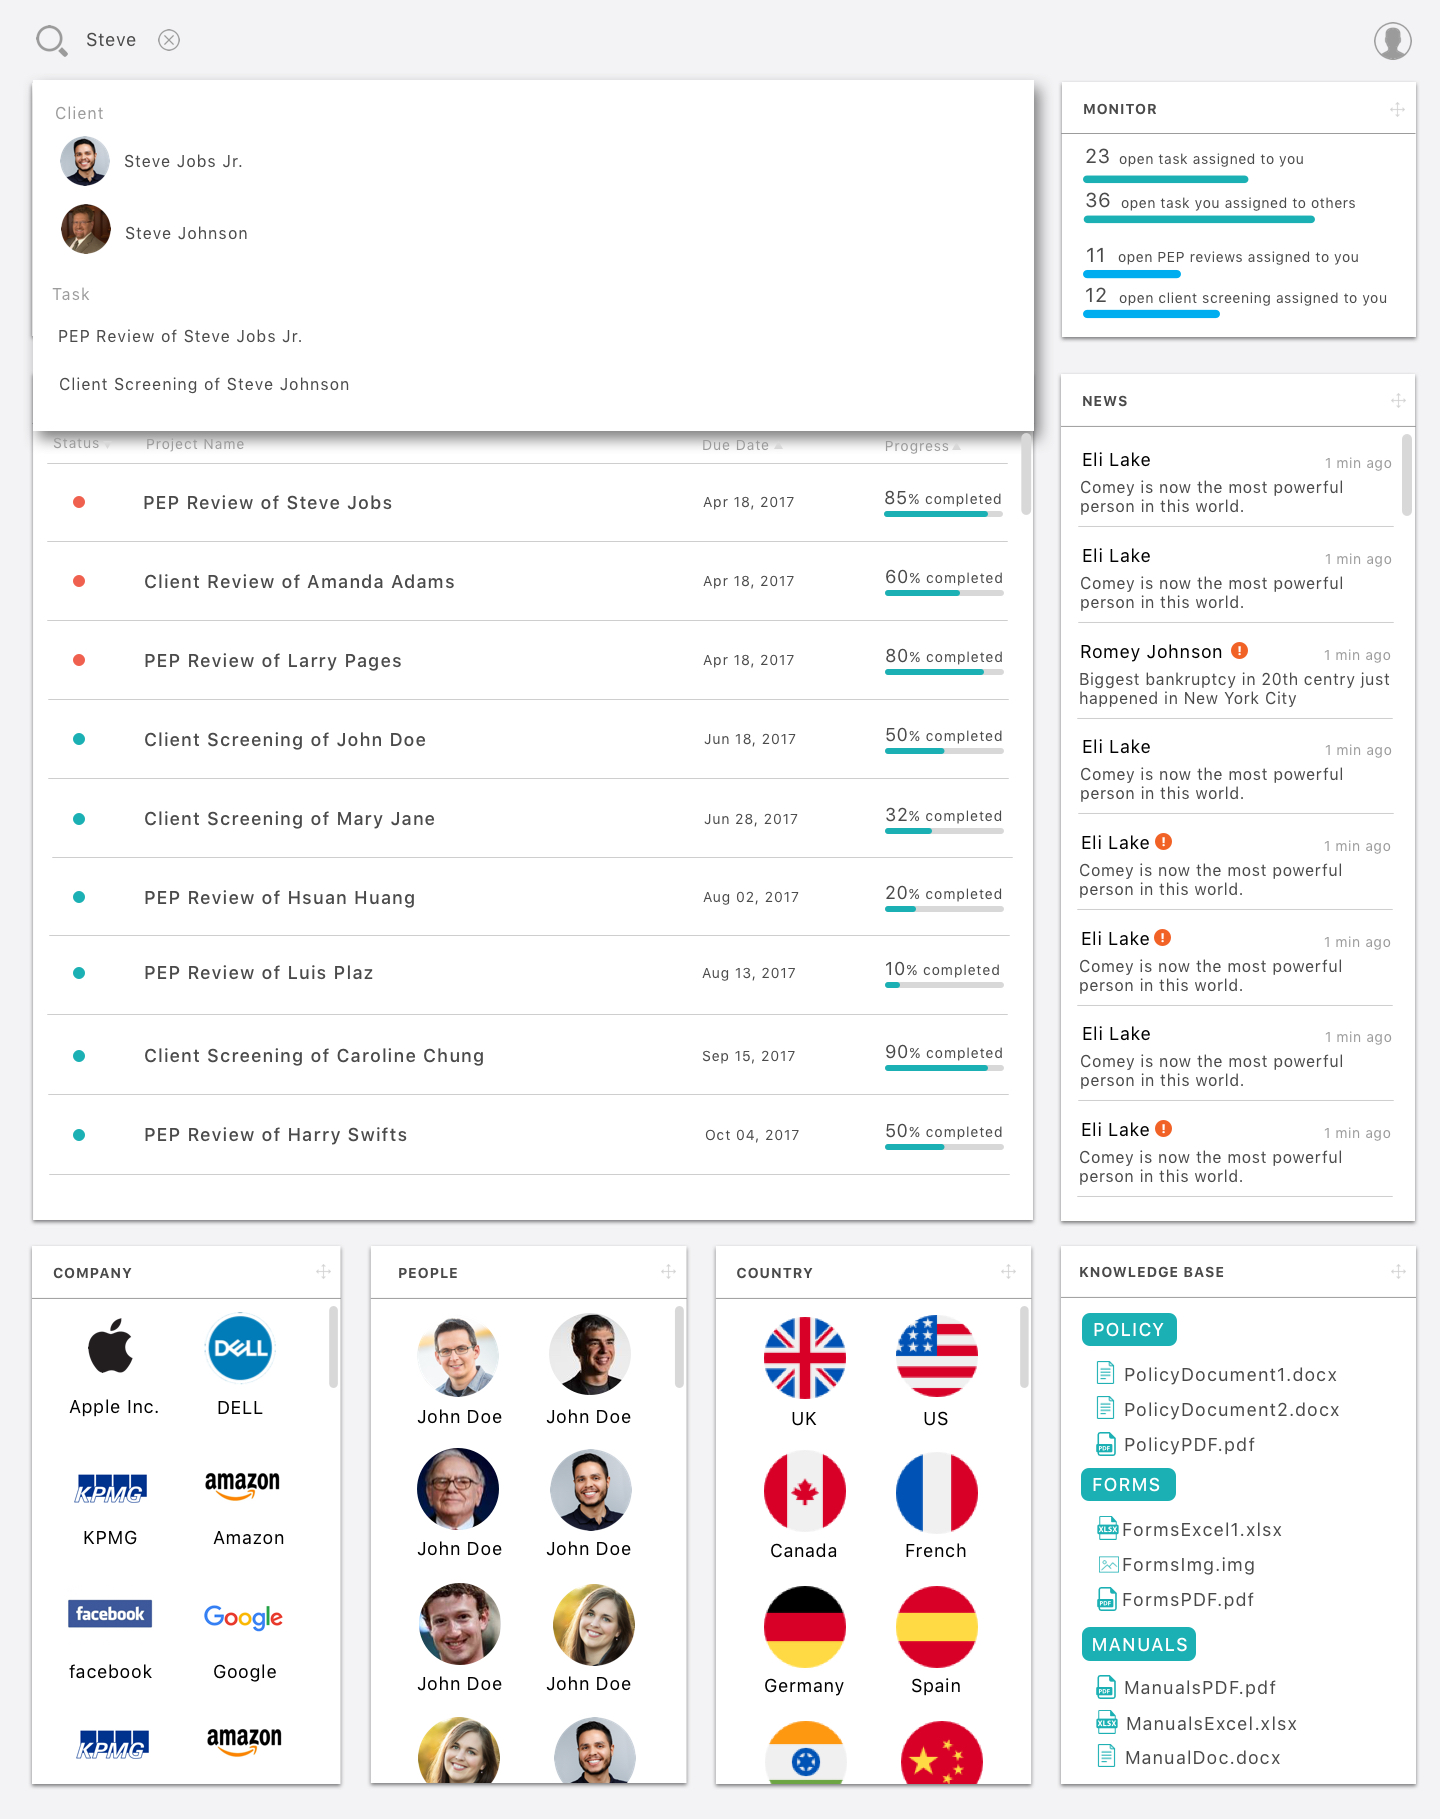 Steve
Client
Steve Jobs Jr.
Steve Johnson
Task
PEP Review of Steve Jobs Jr.
Client Screening of Steve Johnson
Status Project Name Due Date Progress
PEP Review of Steve Jobs Apr 18, 2017 85% completed
Client Review of Amanda Adams Apr 18, 2017 60% completed
PEP Review of Larry Pages Apr 18, 2017 80% completed
Client Screening of John Doe Jun 18, 2017 50% completed
Client Screening of Mary Jane Jun 28, 2017 32% completed
PEP Review of Hsuan Huang Aug 02, 2017 20% completed
PEP Review of Luis Plaz Aug 13, 2017 10% completed
Client Screening of Caroline Chung Sep 15, 2017 90% completed
PEP Review of Harry Swifts Oct 04, 2017 50% completed
MONITOR
23 open task assigned to you
36 open task you assigned to others
11 open PEP reviews assigned to you
12 open client screening assigned to you
NEWS
Eli Lake 1 min ago
Comey is now the most powerful
person in this world.
Eli Lake 1 min ago
Comey is now the most powerful
person in this world.
Romey Johnson ! 1 min ago
Biggest bankruptcy in 20th centry just
happened in New York City
Eli Lake 1 min ago
Comey is now the most powerful
person in this world.
Eli Lake ! 1 min ago
Comey is now the most powerful
person in this world.
Eli Lake ! 1 min ago
Comey is now the most powerful
person in this world.
Eli Lake 1 min ago
Comey is now the most powerful
person in this world.
Eli Lake ! 1 min ago
Comey is now the most powerful
person in this world.
COMPANY
DELL
Apple Inc. DELL
KPMG amazon
KPMG Amazon
facebook Google
facebook Google
KPMG amazon
PEOPLE
John Doe John Doe
John Doe John Doe
John Doe John Doe
COUNTRY
UK US
Canada French
Germany Spain
KNOWLEDGE BASE
POLICY
PolicyDocument1.docx
PolicyDocument2.docx
PDF PolicyPDF.pdf
FORMS
XLSX FormsExcel1.xlsx
FormsImg.img
PDF FormsPDF.pdf
MANUALS
PDF ManualsPDF.pdf
XLSX ManualsExcel.xlsx
ManualDoc.docx